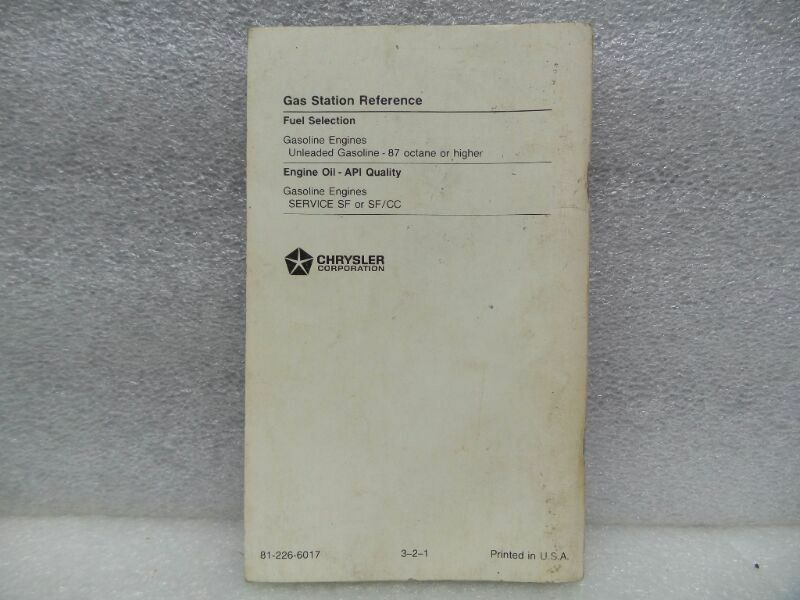 Gas Station Reference
Fuel Selection
Gasoline Engines
Unleaded Gasoline - 87 octane or higher
Engine Oil - API Quality
Gasoline Engines
SERVICE SF or SF/CC
CHRYSLER
CORPORATION
81-226-6017 3-2-1 Printed in U.S.A.